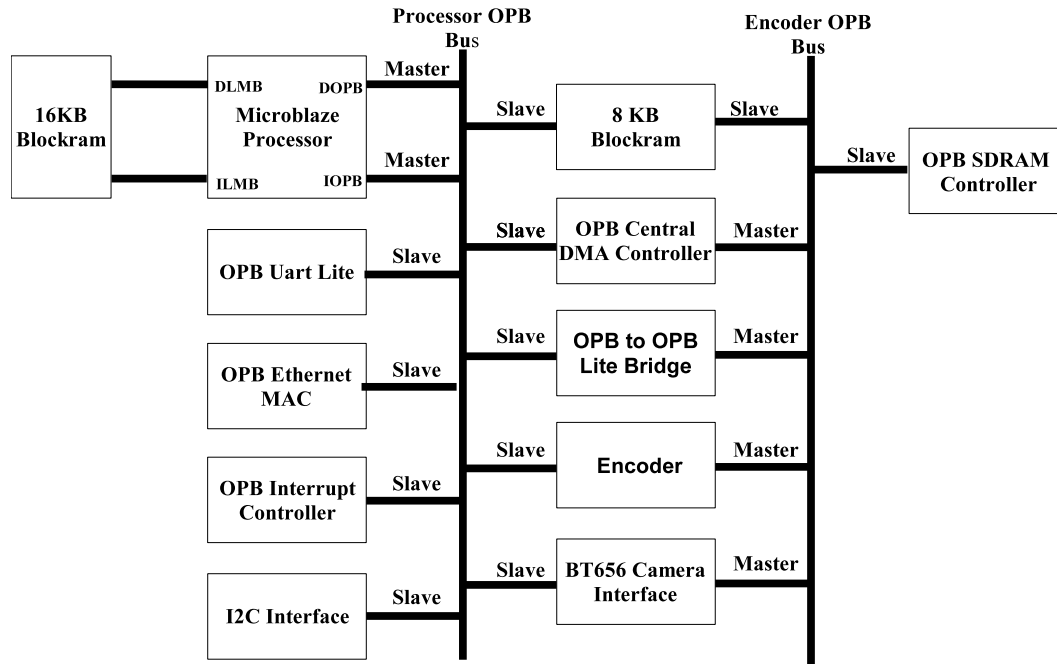 Processor OPB
Bus
Encoder OPB
Bus
16KB
Blockram
DLMB
DOPB
Microblaze
Processor
ILMB
IOPB
Master
Master
Slave
8 KB
Blockram
Slave
Slave
OPB SDRAM
Controller
OPB Uart Lite
Slave
Slave
OPB Central
DMA Controller
Master
OPB Ethernet
MAC
Slave
Slave
OPB to OPB
Lite Bridge
Master
OPB Interrupt
Controller
Slave
Slave
Encoder
Master
I2C Interface
Slave
Slave
BT656 Camera
Interface
Master